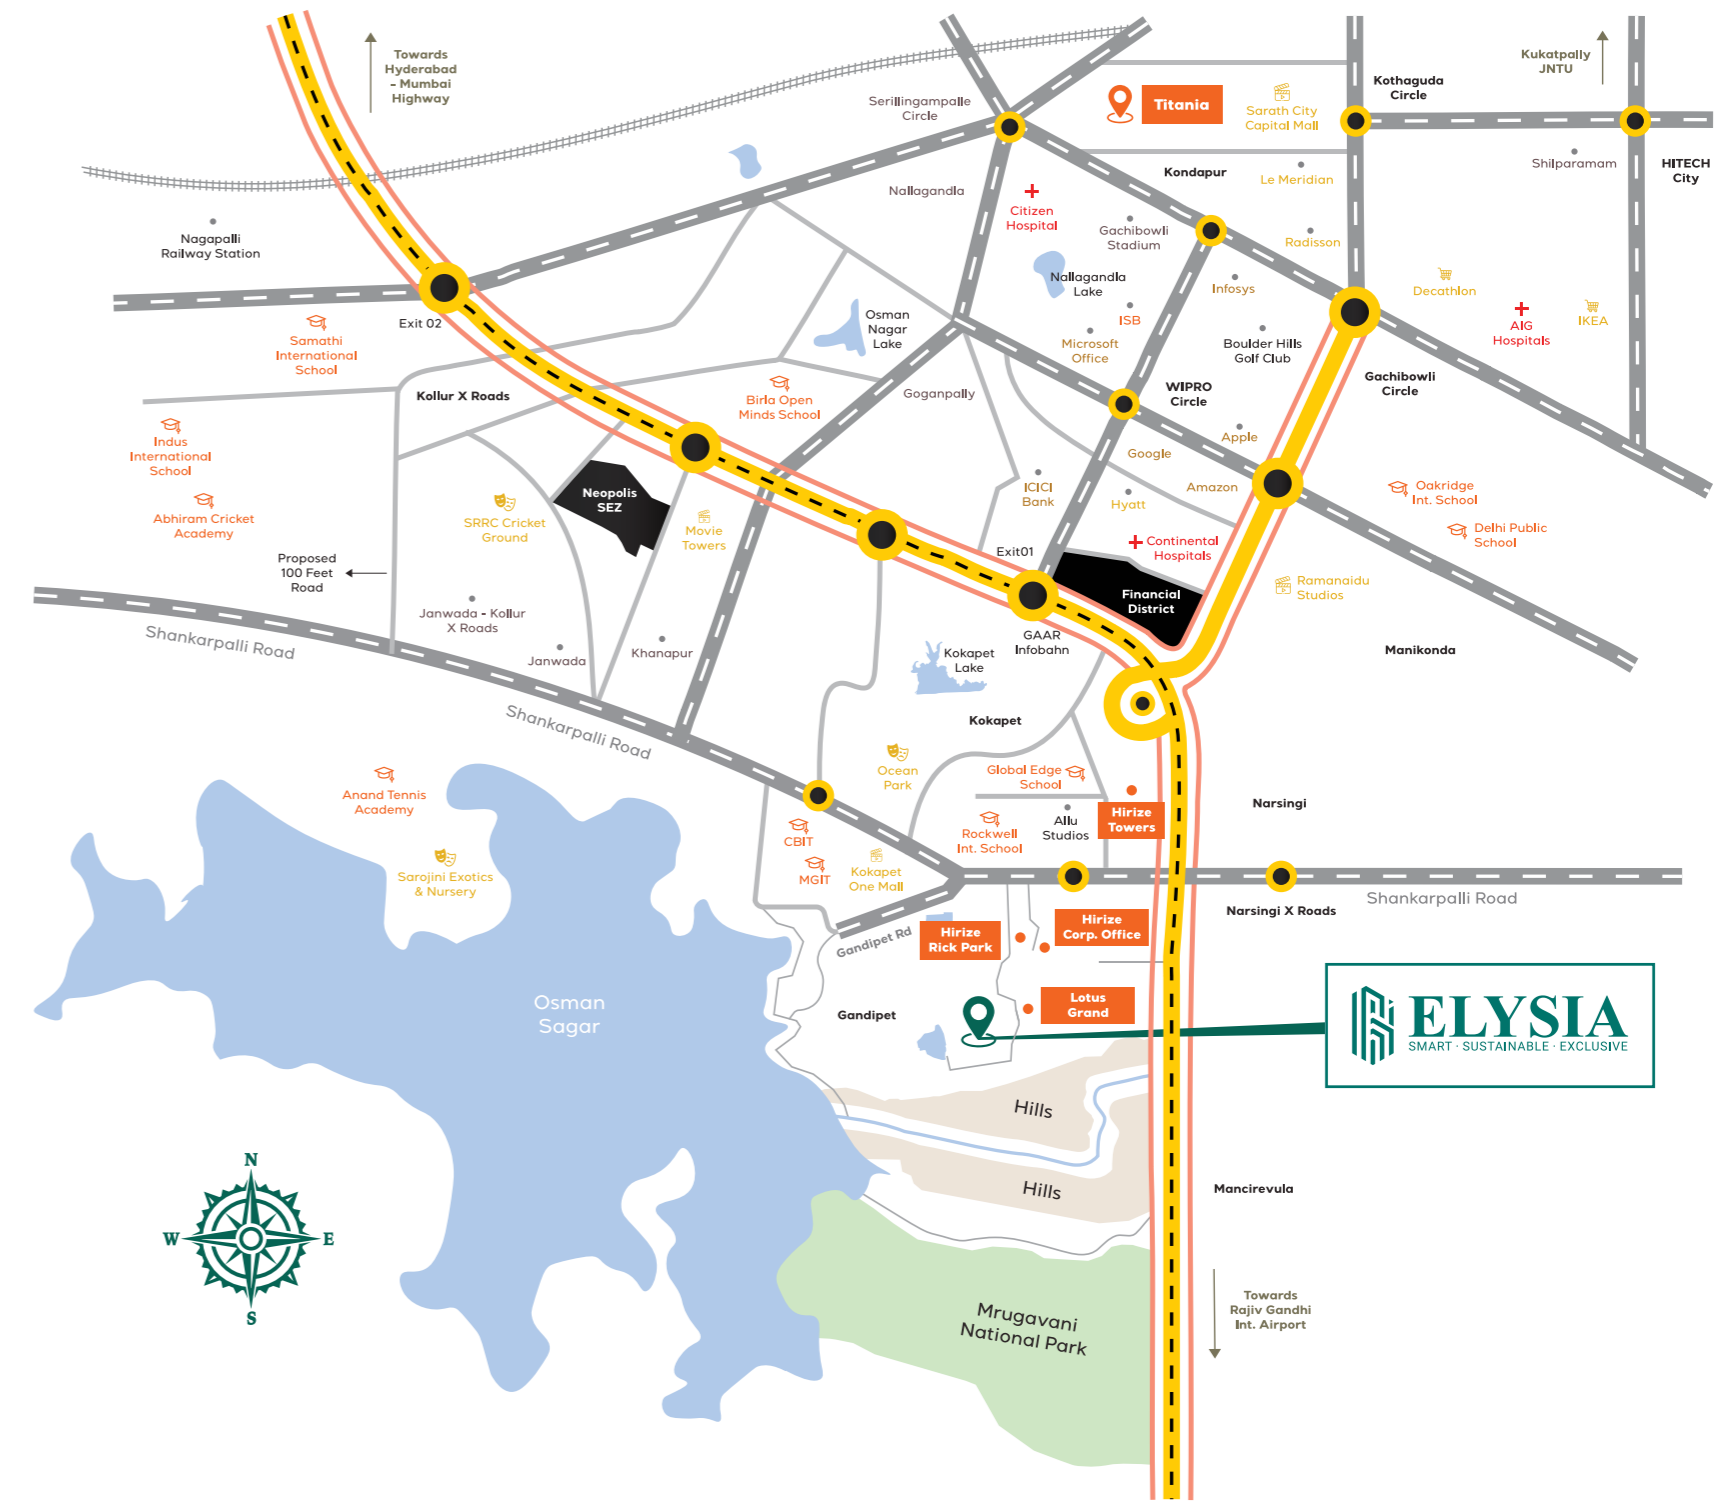 Towards
Hyderabad
- Mumbai
Highway
Kukatpally
JNTU
Kothaguda
Circle
Serillingampalle
Circle
Titania
Sarath City
Capital Mall
Shilparamam
HITECH
City
Kondapur
Le Meridian
Nallagandla
Citizen
Hospital
Gachibowli
Stadium
Radisson
Nagapalli
Railway Station
Nallagandla
Lake
Infosys
Decathlon
Exit 02
Osman
Nagar
Lake
ISB
Microsoft
Office
Boulder Hills
Golf Club
AIG
Hospitals
IKEA
Samathi
International
School
Kollur X Roads
Birla Open
Minds School
Goganpally
WIPRO
Circle
Gachibowli
Circle
Indus
International
School
Apple
Google
Abhiram Cricket
Academy
SRRC Cricket
Ground
Neopolis
SEZ
Movie
Towers
ICICI
Bank
Hyatt
Amazon
Oakridge
Int. School
Delhi Public
School
Proposed
100 Feet
Road
Exit01
Continental
Hospitals
Financial
District
Ramanaidu
Studios
Janwada - Kollur
X Roads
Shankarpalli Road
Janwada
Khanapur
GAAR
Infobahn
Kokapet
Lake
Manikonda
Shankarpalli Road
Kokapet
Anand Tennis
Academy
Ocean
Park
Global Edge
School
Hirize
Towers
Narsingi
CBIT
MGIT
Kokapet
One Mall
Rockwell
Int. School
Allu
Studios
Sarojini Exotics
& Nursery
Shankarpalli Road
Narsingi X Roads
Gandipet Rd
Hirize
Rick Park
Hirize
Corp. Office
Osman
Sagar
Gandipet
Lotus
Grand
ELYSIA
SMART · SUSTAINABLE · EXCLUSIVE
Hills
Hills
Mancirevula
N
W
E
S
Mrugavani
National Park
Towards
Rajiv Gandhi
Int. Airport